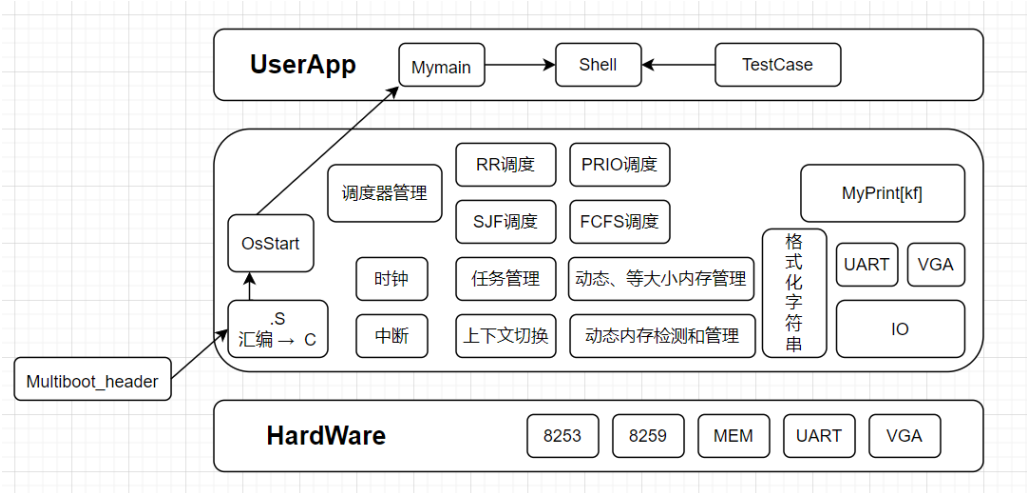 UserApp
Mymain
Shell
TestCase
调度器管理
RR调度
PRIO调度
MyPrint[kf]
SJF调度
FCFS调度
OsStart
格式化字符串
UART
VGA
时钟
任务管理
动态、等大小内存管理
.S
汇编 → C
中断
上下文切换
动态内存检测和管理
IO
Multiboot_header
HardWare
8253
8259
MEM
UART
VGA